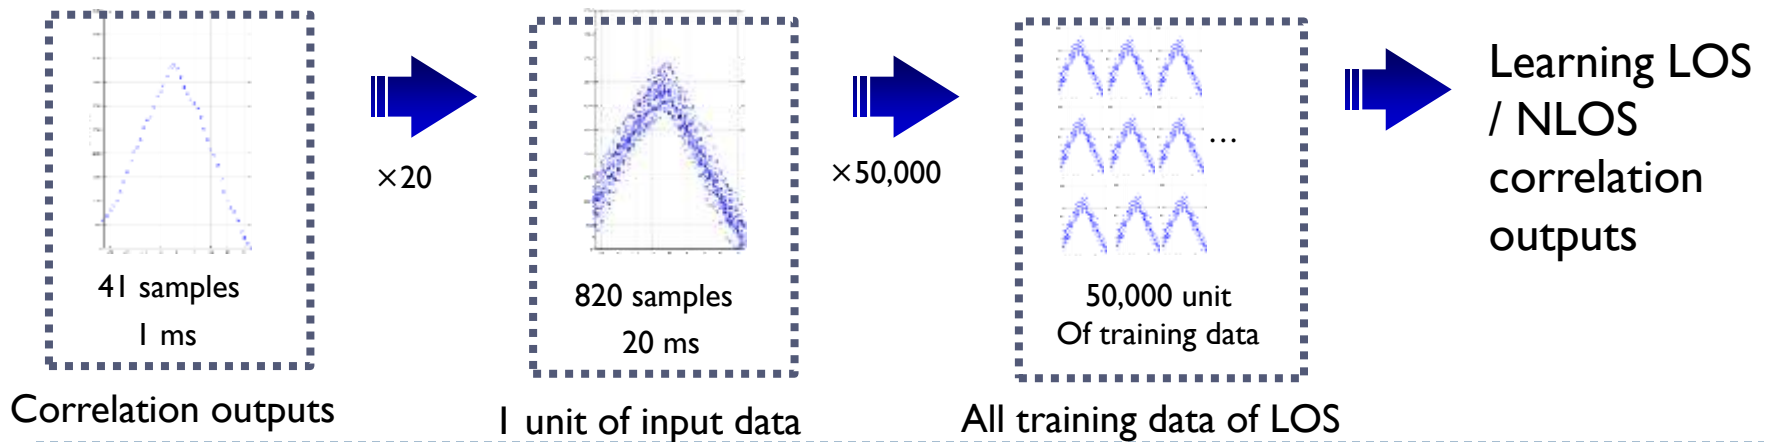 41 samples
1 ms
Correlation outputs
×20
820 samples
20 ms
1 unit of input data
×50,000
...
50,000 unit
Of training data
All training data of LOS
Learning LOS
/ NLOS
correlation
outputs